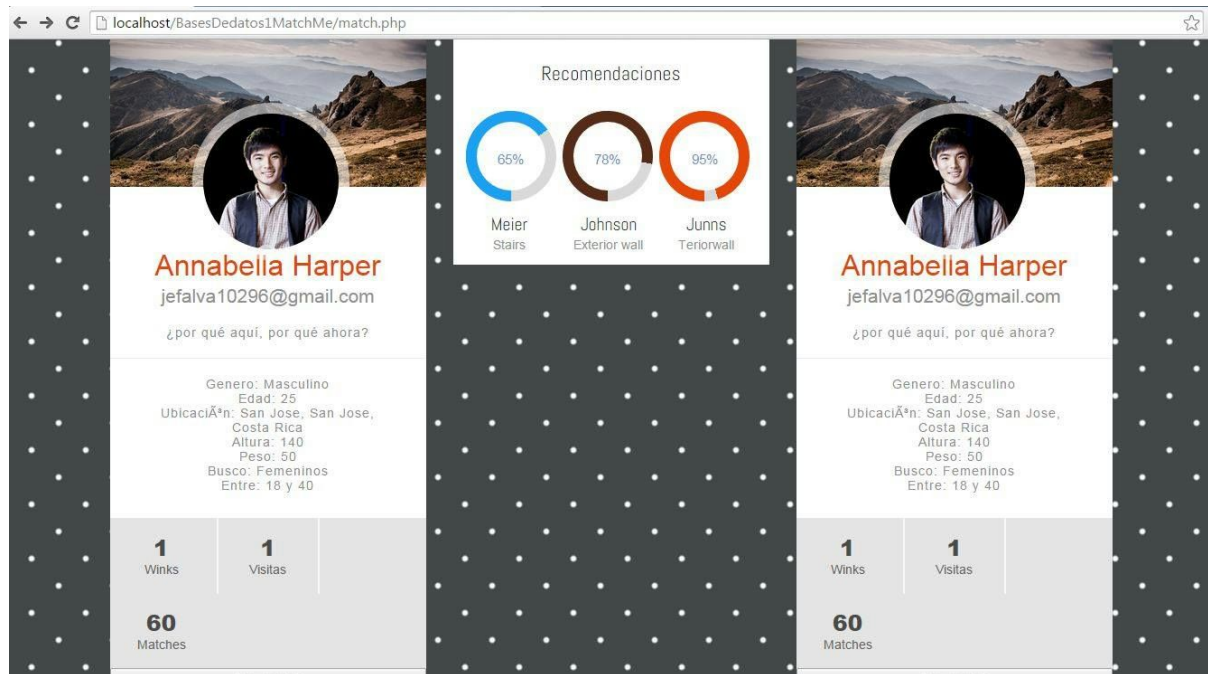 localhost/BasesDedatos1MatchMe/match.php
Annabella Harper
jefalva10296@gmail.com
¿por qué aquí, por qué ahora?
Genero: Masculino
Edad: 25
UbicaciÃªn: San Jose, San Jose,
Costa Rica
Altura: 140
Peso: 50
Busco: Femeninos
Entre: 18 y 40
1
Winks
1
Visitas
60
Matches
Recomendaciones
65%
78%
95%
Meier
Johnson
Junns
Stairs
Exterior wall
Teriorwall
Annabella Harper
jefalva10296@gmail.com
¿por qué aquí, por qué ahora?
Genero: Masculino
Edad: 25
UbicaciÃªn: San Jose, San Jose,
Costa Rica
Altura: 140
Peso: 50
Busco: Femeninos
Entre: 18 y 40
1
Winks
1
Visitas
60
Matches